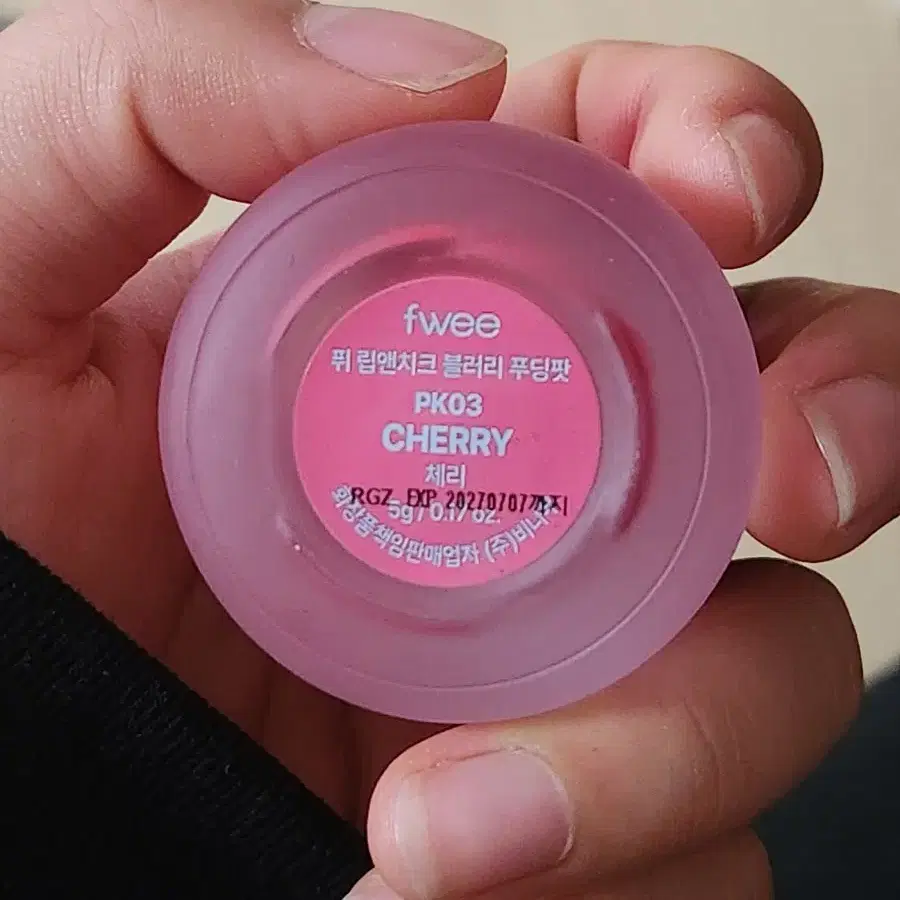 fwee
퓌 립앤치크 블러리 푸딩팟
PK03
CHERRY
체리
RGZ EXP 20270707까지
5g / 0.17 oz.
화장품책임판매업자 (주)비나